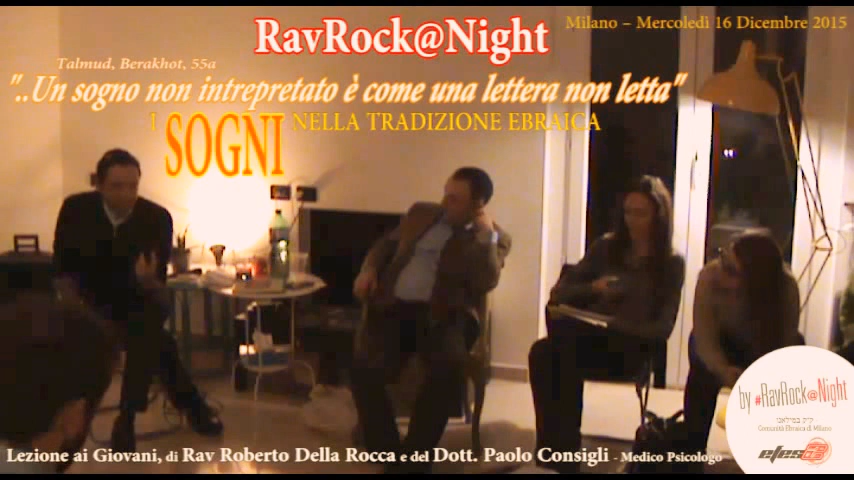 RavRock@Night
Milano – Mercoledì 16 Dicembre 2015
Talmud, Berakhot, 55a
"..Un sogno non intrepretato è come una lettera non letta"
I SOGNI NELLA TRADIZIONE EBRAICA
by #RavRock@Night
Comunità Ebraica di Milano
efes
Lezione ai Giovani, di Rav Roberto Della Rocca e del Dott. Paolo Consigli - Medico Psicologo